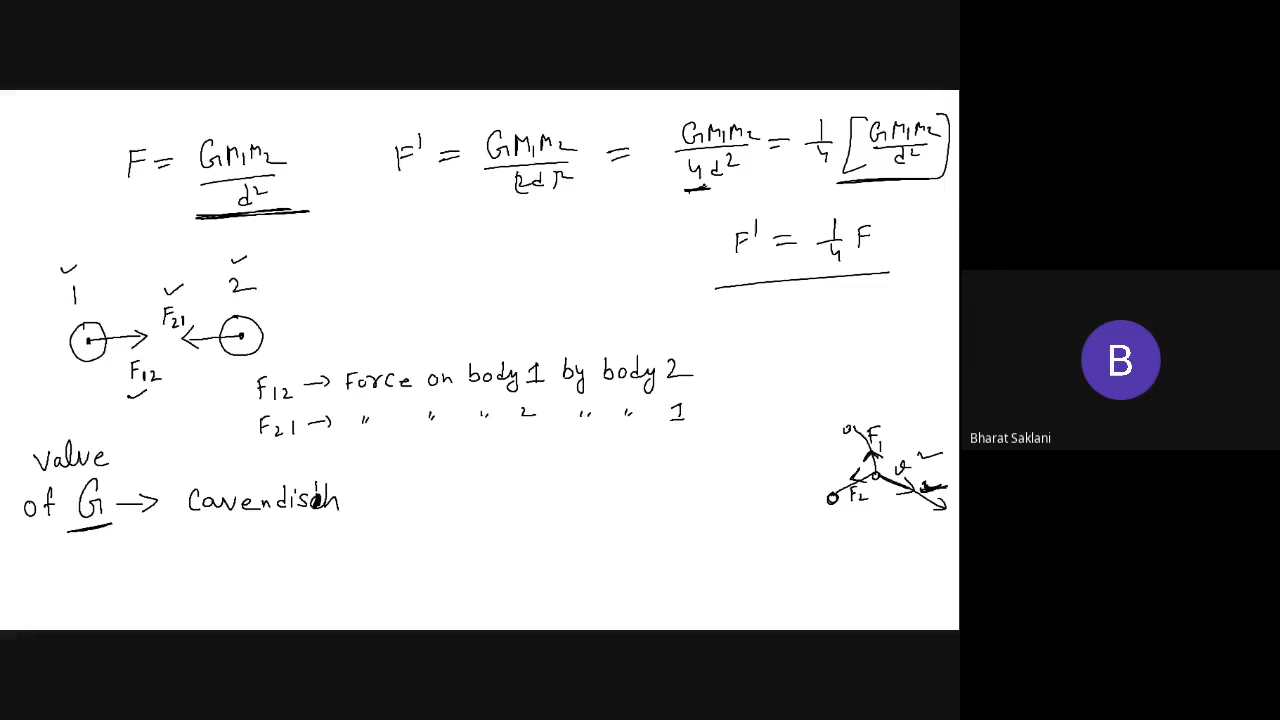 F = GM₁M₂/d²
F' = GM₁M₂/(2d)² = GM₁M₂/4d² = 1/4 [GM₁M₂/d²]
F' = 1/4 F
1 2
F₂₁
F₁₂
F₁₂ → Force on body 1 by body 2
F₂₁ → " " " 2 " " 1
value
of G → Cavendish
F₁
F₂
B
Bharat Saklani